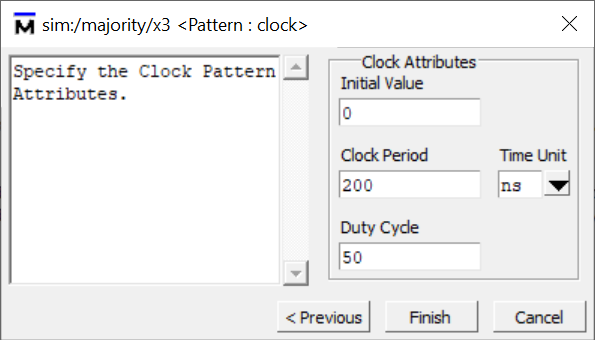 sim:/majority/x3 <Pattern : clock>
Specify the Clock Pattern
Attributes.
Clock Attributes
Initial Value
0
Clock Period
Time Unit
200
ns
Duty Cycle
50
< Previous
Finish
Cancel